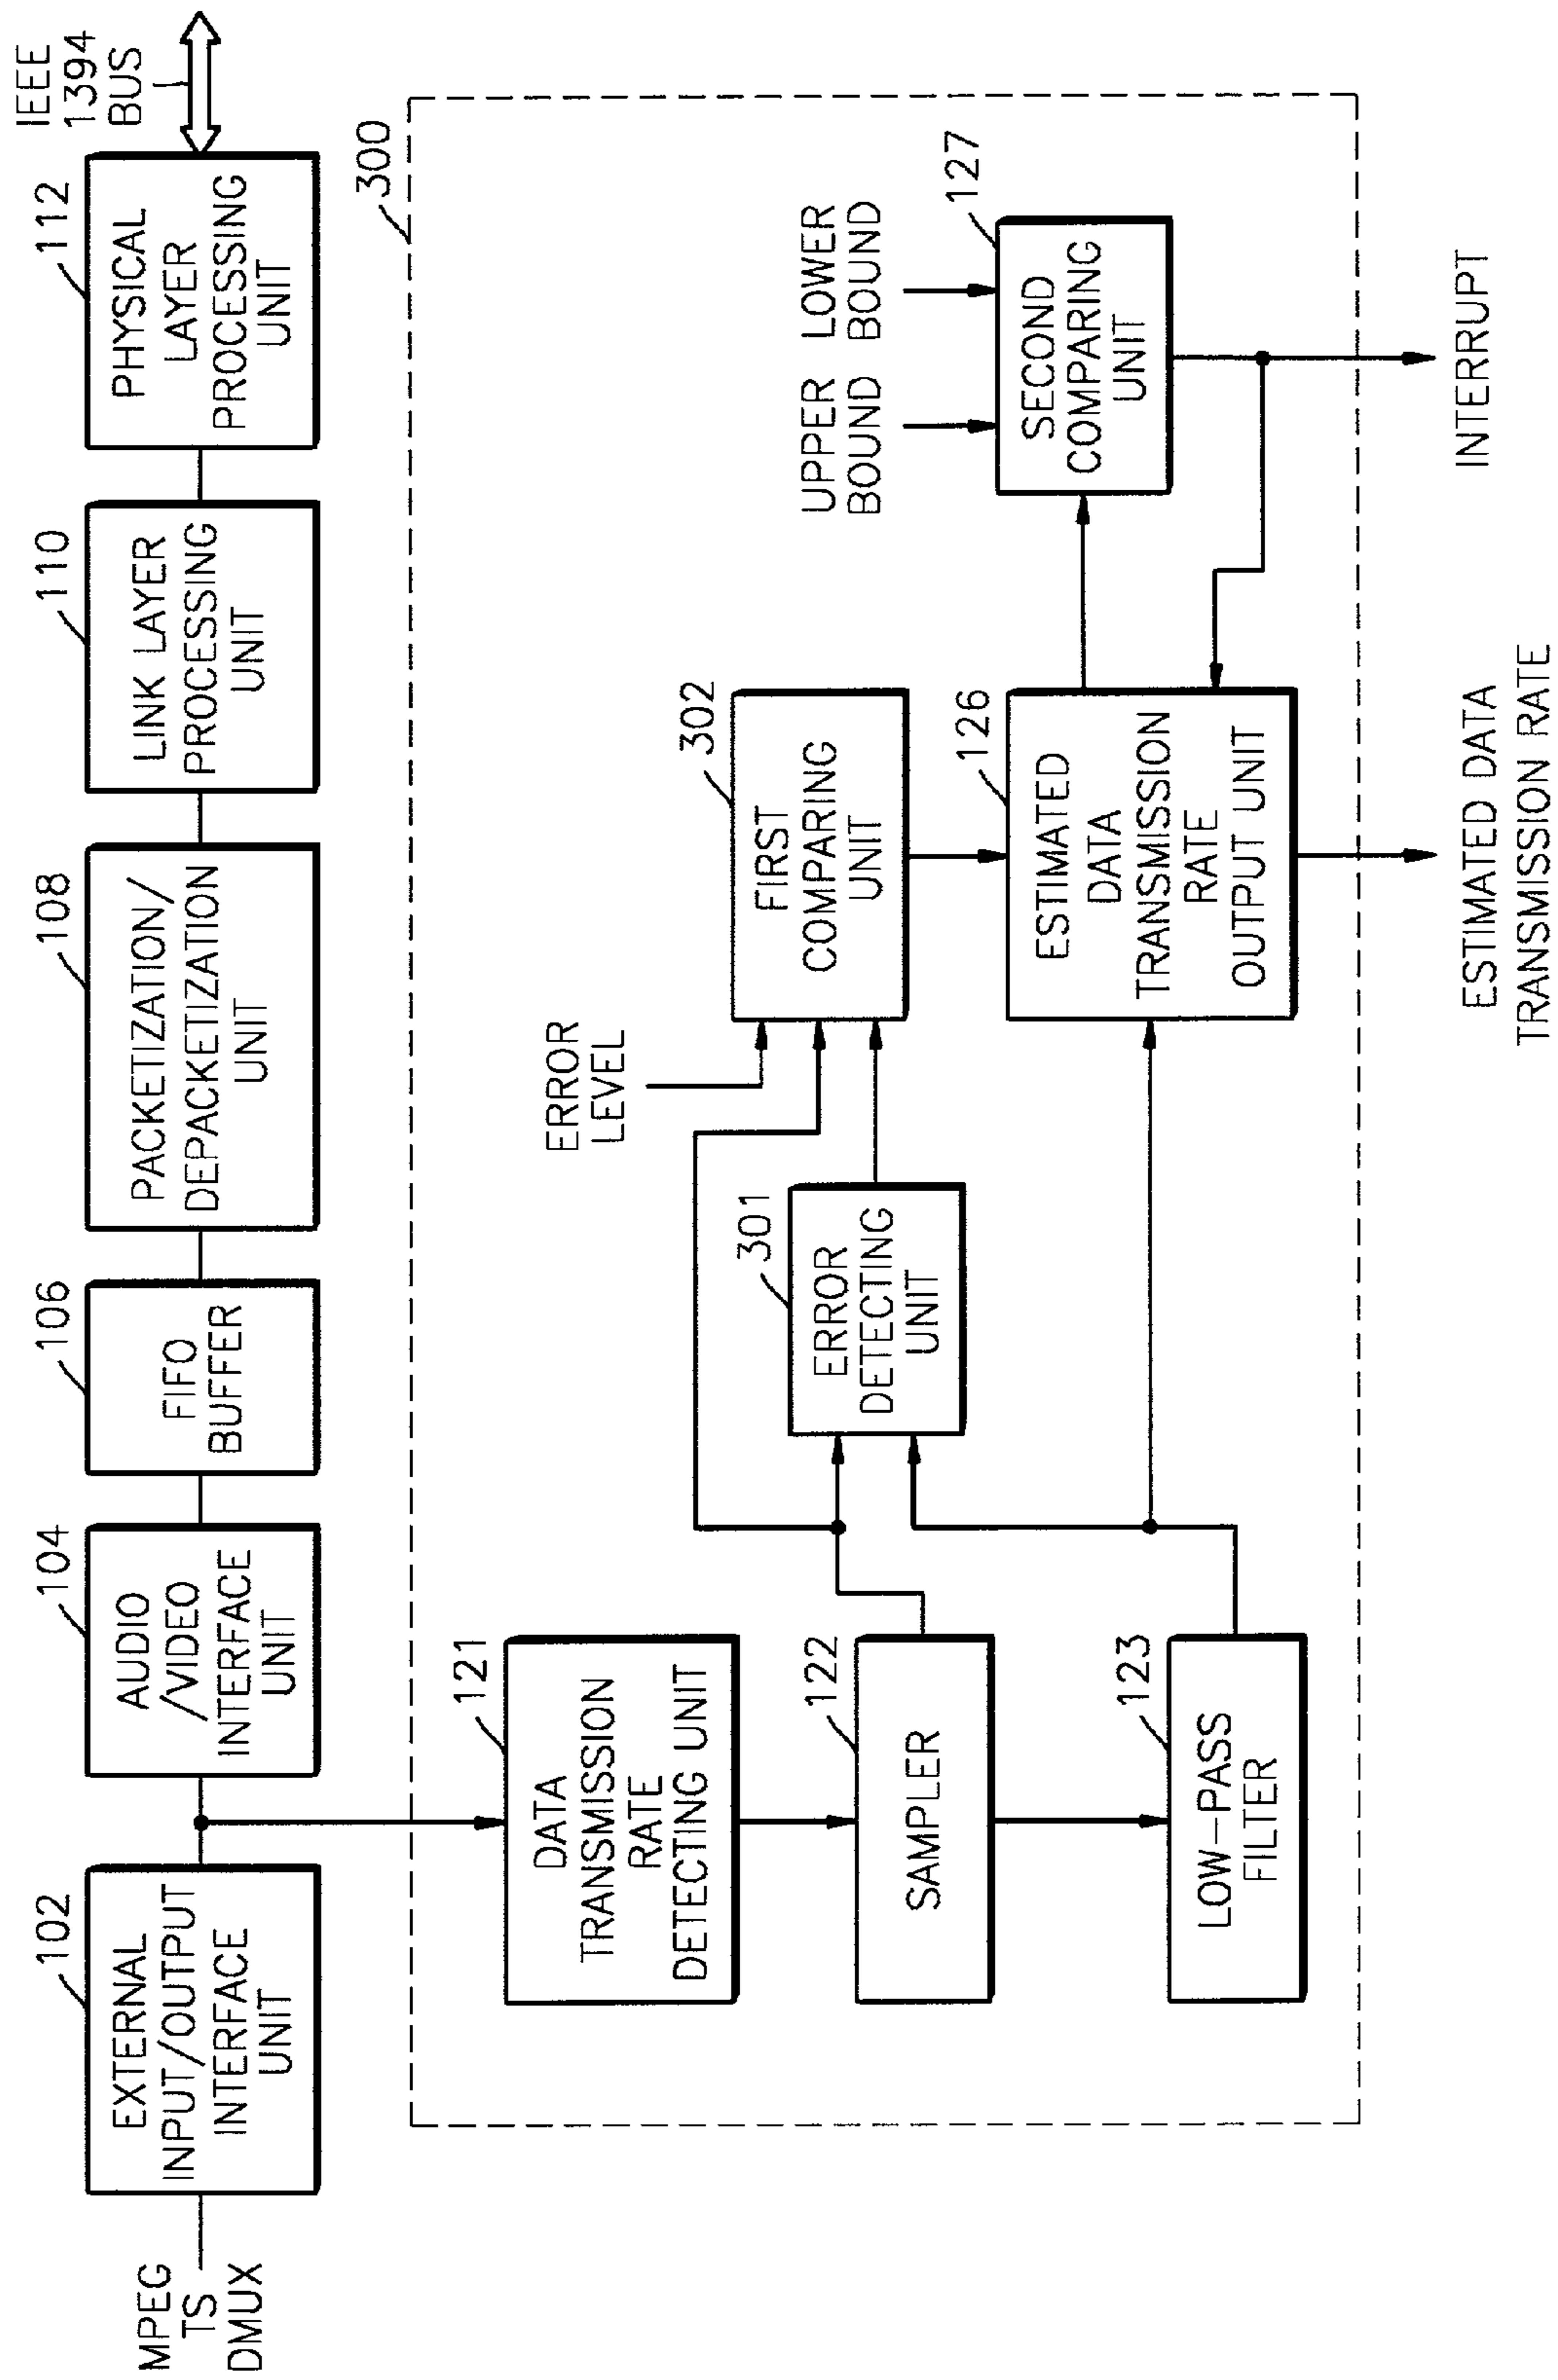 MPEG
TS
DMUX
102
EXTERNAL
INPUT/OUTPUT
INTERFACE
UNIT
104
AUDIO
/VIDEO
INTERFACE
UNIT
106
FIFO
BUFFER
108
PACKETIZATION/
DEPACKETIZATION
UNIT
110
LINK LAYER
PROCESSING
UNIT
112
PHYSICAL
LAYER
PROCESSING
UNIT
IEEE
1394
BUS
300
121
DATA
TRANSMISSION
RATE
DETECTING UNIT
122
SAMPLER
123
LOW-PASS
FILTER
301
ERROR
DETECTING
UNIT
ERROR
LEVEL
302
FIRST
COMPARING
UNIT
126
ESTIMATED
DATA
TRANSMISSION
RATE
OUTPUT UNIT
UPPER
BOUND
LOWER
BOUND
127
SECOND
COMPARING
UNIT
ESTIMATED DATA
TRANSMISSION RATE
INTERRUPT